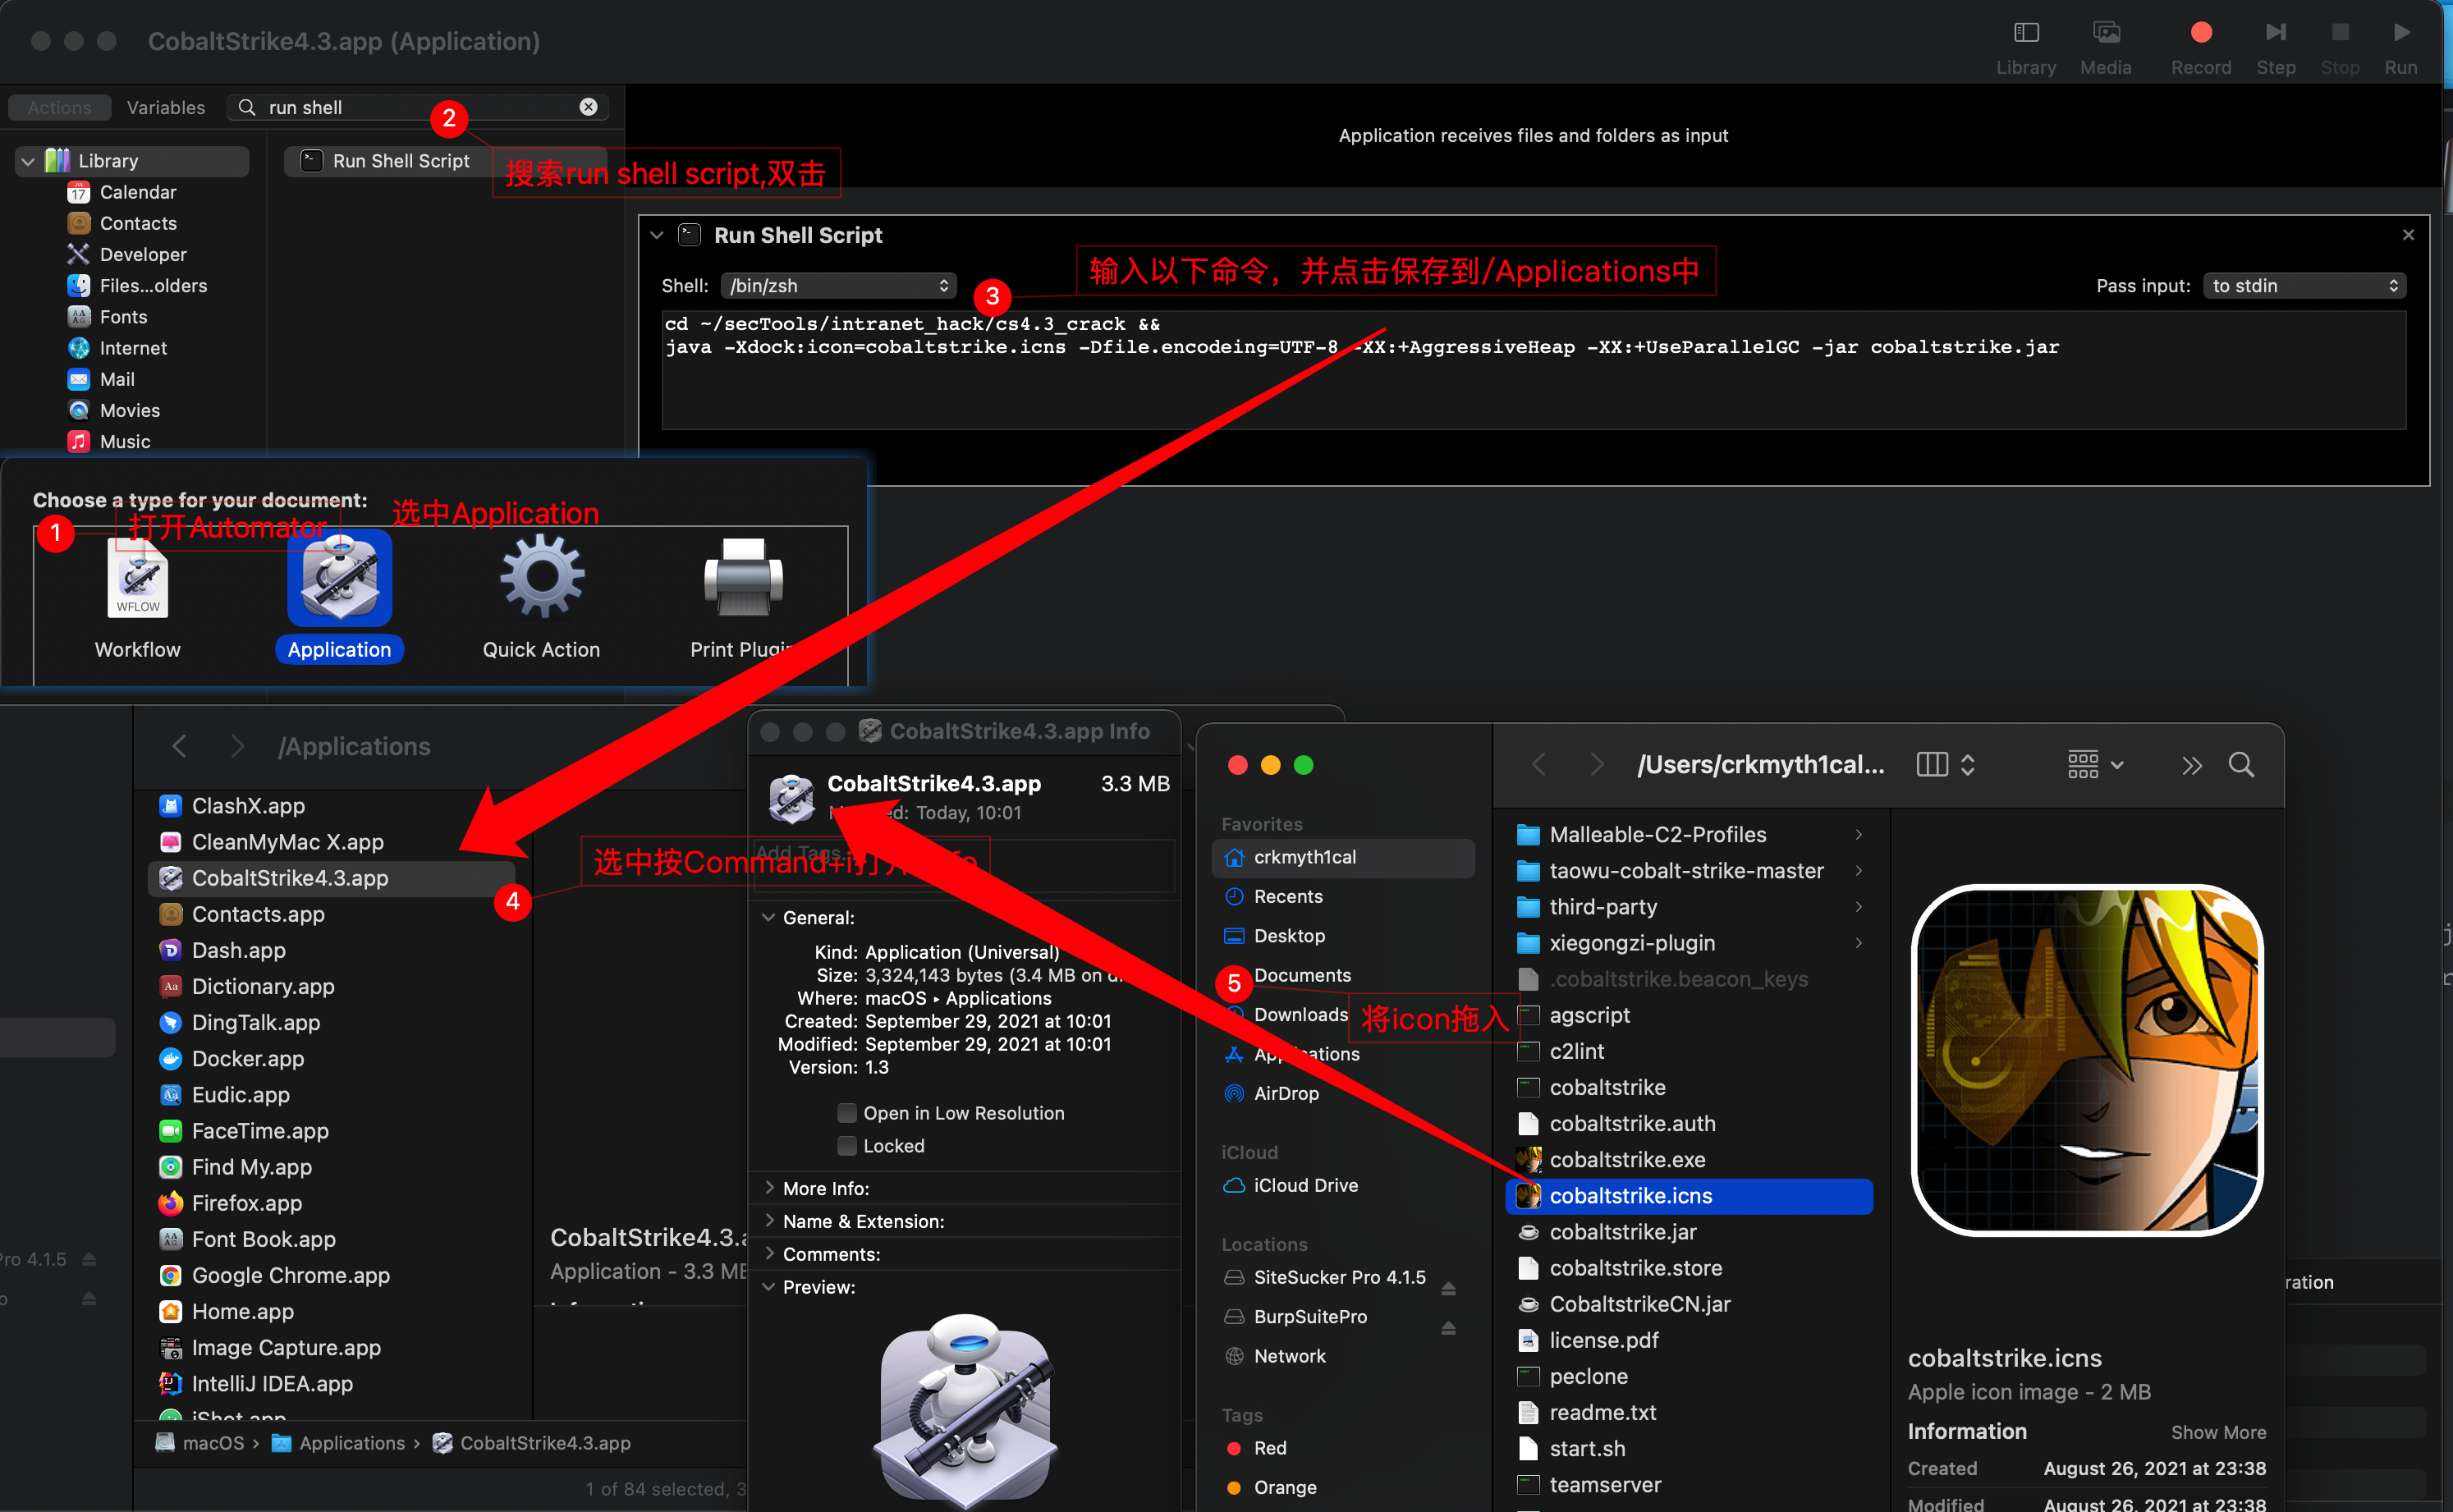 CobaltStrike4.3.app (Application)
Library
Media
Record
Step
Stop
Run
Actions
Variables
run shell
2
搜索run shell script,双击
Library
Calendar
Contacts
Developer
Files...olders
Fonts
Internet
Mail
Movies
Music
Run Shell Script
Application receives files and folders as input
Run Shell Script
Shell:
/bin/zsh
3
输入以下命令，并点击保存到/Applications中
Pass input:
to stdin
cd ~/secTools/intranet_hack/cs4.3_crack &&
java -Xdock:icon=cobaltstrike.icns -Dfile.encodeing=UTF-8 -XX:+AggressiveHeap -XX:+UseParallelGC -jar cobaltstrike.jar
Choose a type for your document:
1
打开Automator
选中Application
WFLOW
Workflow
Application
Quick Action
Print Plugin
/Applications
ClashX.app
CleanMyMac X.app
CobaltStrike4.3.app
Contacts.app
Dash.app
Dictionary.app
DingTalk.app
Docker.app
Eudic.app
FaceTime.app
Find My.app
Firefox.app
Font Book.app
Google Chrome.app
Home.app
Image Capture.app
IntelliJ IDEA.app
iShot.app
macOS › Applications › CobaltStrike4.3.app
1 of 84 selected, 3
Pro 4.1.5
CobaltStrike4.3.a
Application - 3.3 MB
4
选中按Command+i打开
CobaltStrike4.3.app Info
CobaltStrike4.3.app
3.3 MB
Today, 10:01
Add Tags
General:
Kind: Application (Universal)
Size: 3,324,143 bytes (3.4 MB on d
Where: macOS ▸ Applications
Created: September 29, 2021 at 10:01
Modified: September 29, 2021 at 10:01
Version: 1.3
Open in Low Resolution
Locked
More Info:
Name & Extension:
Comments:
Preview:
/Users/crkmyth1cal...
Favorites
crkmyth1cal
Recents
Desktop
Documents
Downloads
Applications
AirDrop
5
将icon拖入
iCloud
iCloud Drive
Locations
SiteSucker Pro 4.1.5
BurpSuitePro
Network
Tags
Red
Orange
Malleable-C2-Profiles
taowu-cobalt-strike-master
third-party
xiegongzi-plugin
.cobaltstrike.beacon_keys
agscript
c2lint
cobaltstrike
cobaltstrike.auth
cobaltstrike.exe
cobaltstrike.icns
cobaltstrike.jar
cobaltstrike.store
CobaltstrikeCN.jar
license.pdf
peclone
readme.txt
start.sh
teamserver
cobaltstrike.icns
Apple icon image - 2 MB
Information
Show More
Created
August 26, 2021 at 23:38
Modified
August 26, 2021 at 23:38
ration